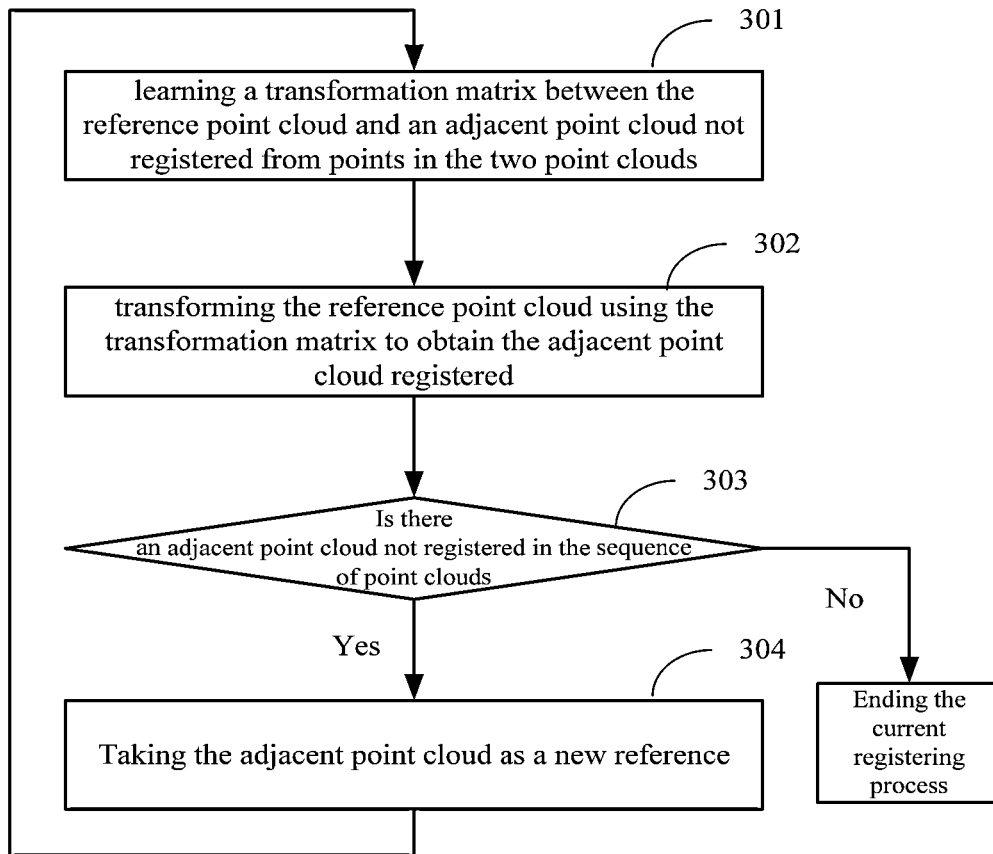 301
learning a transformation matrix between the
reference point cloud and an adjacent point cloud not
registered from points in the two point clouds
302
transforming the reference point cloud using the
transformation matrix to obtain the adjacent point
cloud registered
303
Is there
an adjacent point cloud not registered in the sequence
of point clouds
No
Yes
304
Taking the adjacent point cloud as a new reference
Ending the
current
registering
process